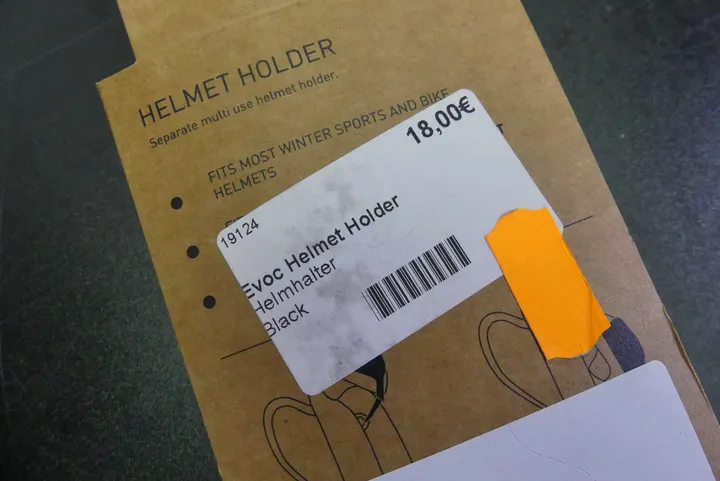 HELMET HOLDER
Separate multi use helmet holder.
FITS MOST WINTER SPORTS AND BIKE
HELMETS
18,00€
19124
Evoc Helmet Holder
Helmhalter
Black